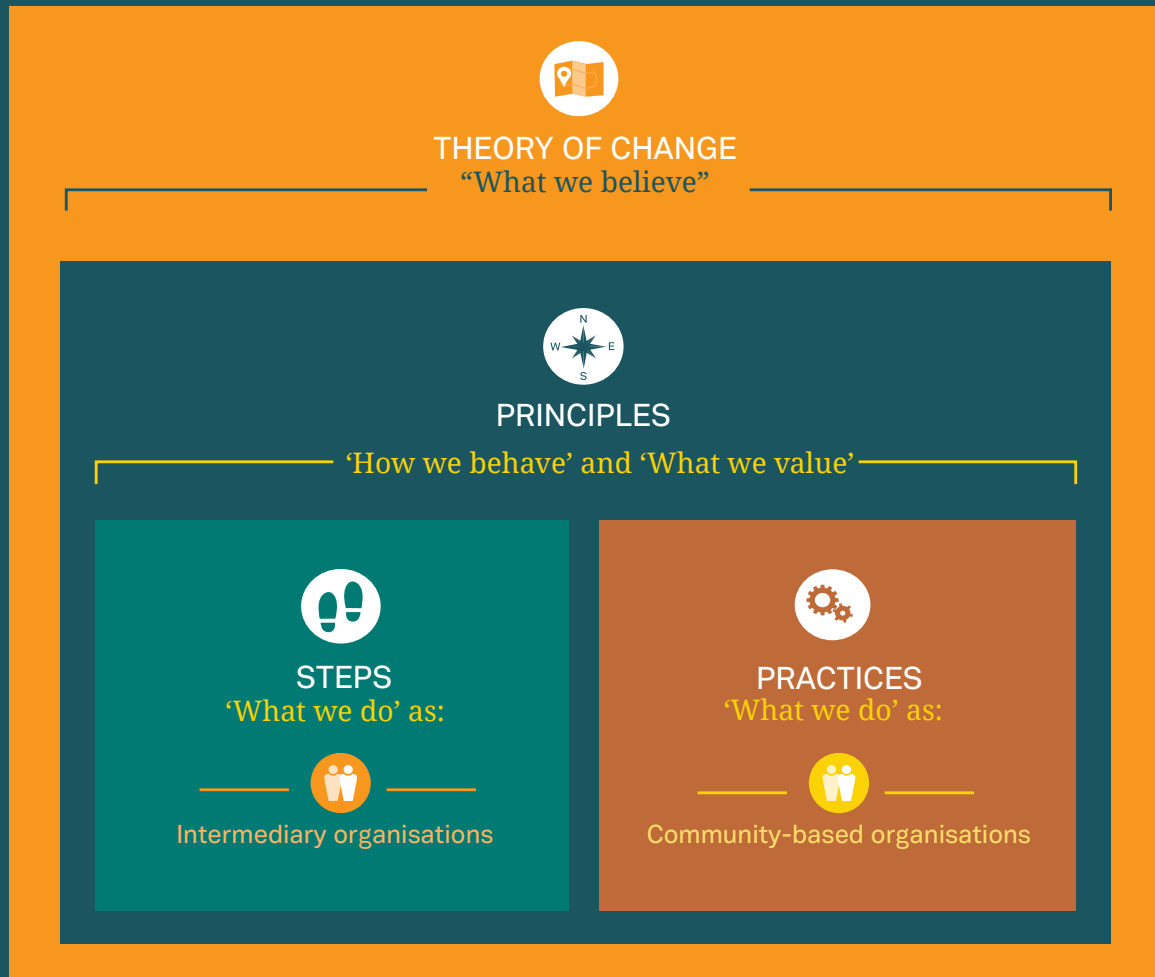 THEORY OF CHANGE
“What we believe”
N
W E
S
PRINCIPLES
‘How we behave’ and ‘What we value’
STEPS
‘What we do’ as:
Intermediary organisations
PRACTICES
‘What we do’ as:
Community-based organisations